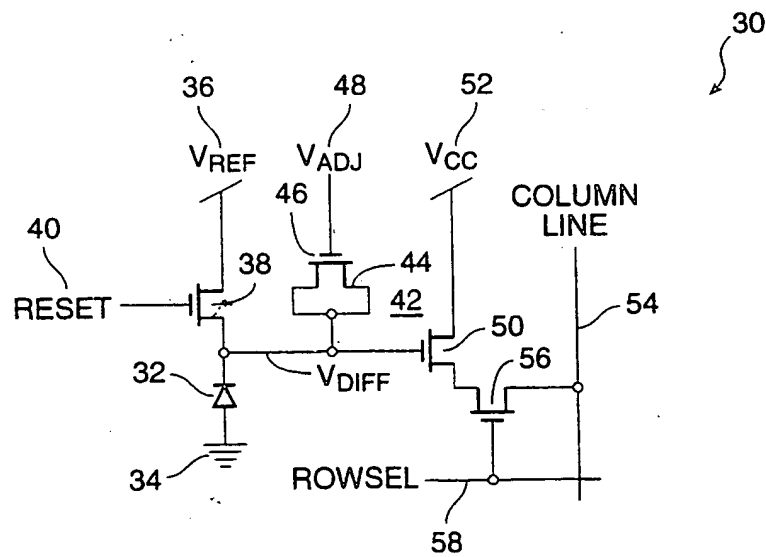 30
36
48
52
VREF
VADJ
VCC
COLUMN
LINE
46
40
44
42
RESET
38
54
50
56
32
VDIFF
34
ROWSEL
58